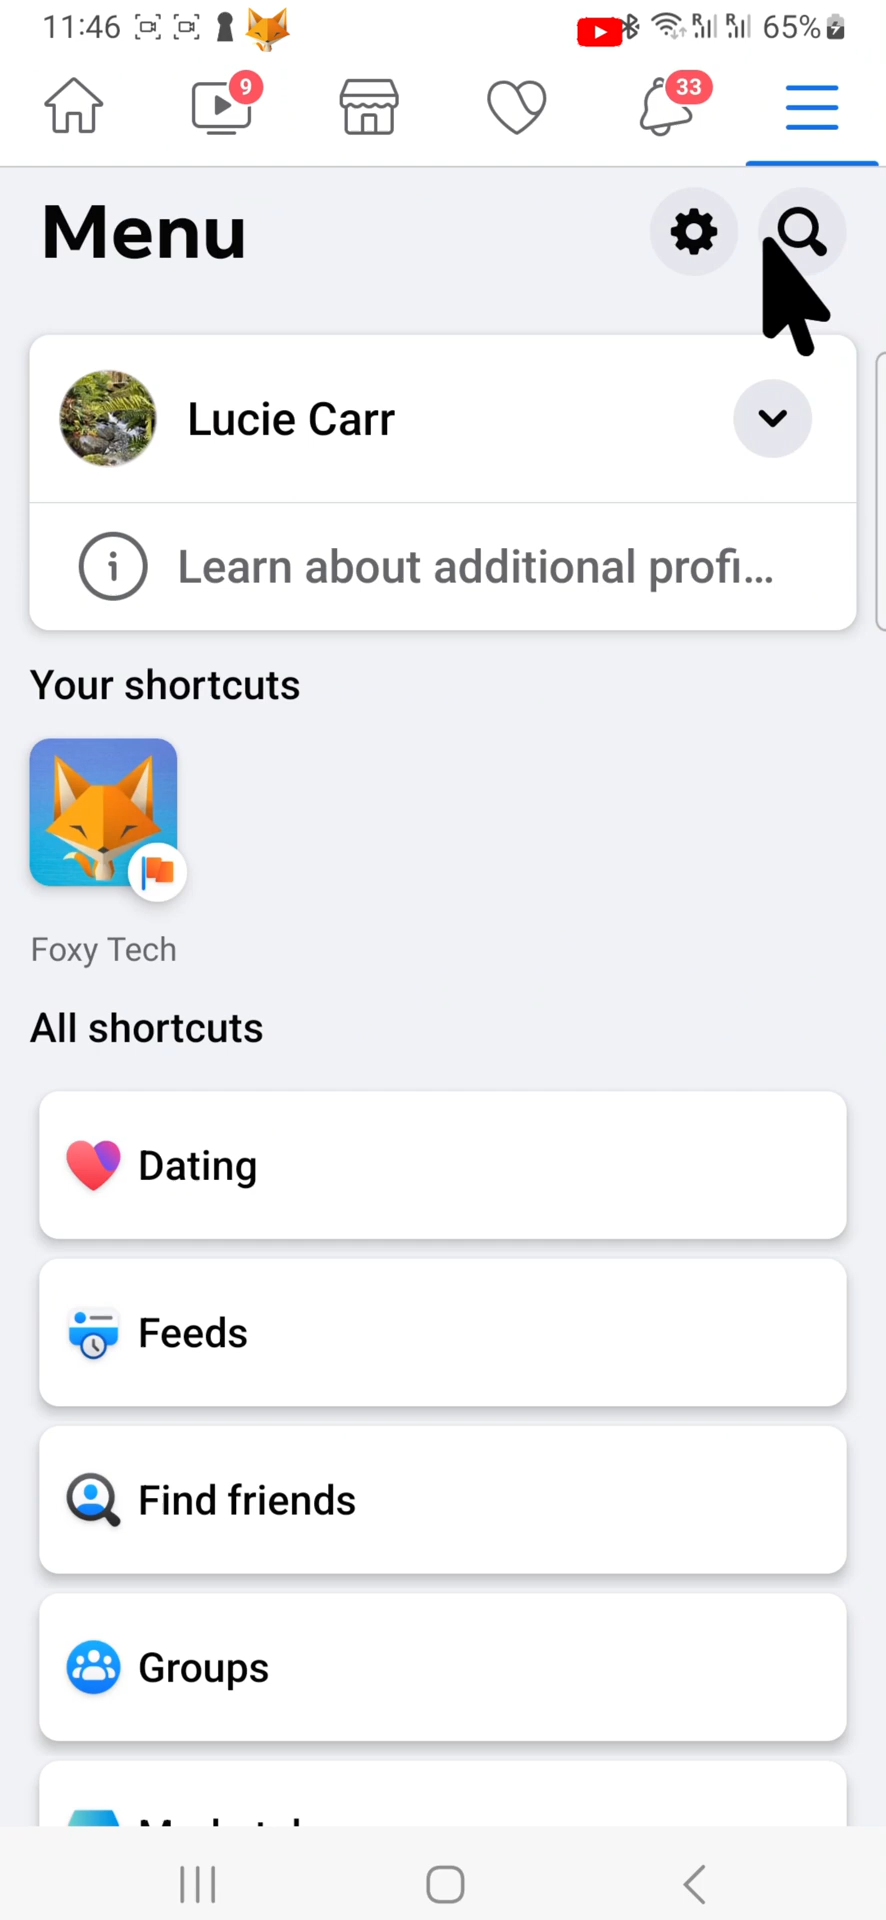 11:46
65%
9
33
Menu
Lucie Carr
Learn about additional profi...
Your shortcuts
Foxy Tech
All shortcuts
Dating
Feeds
Find friends
Groups